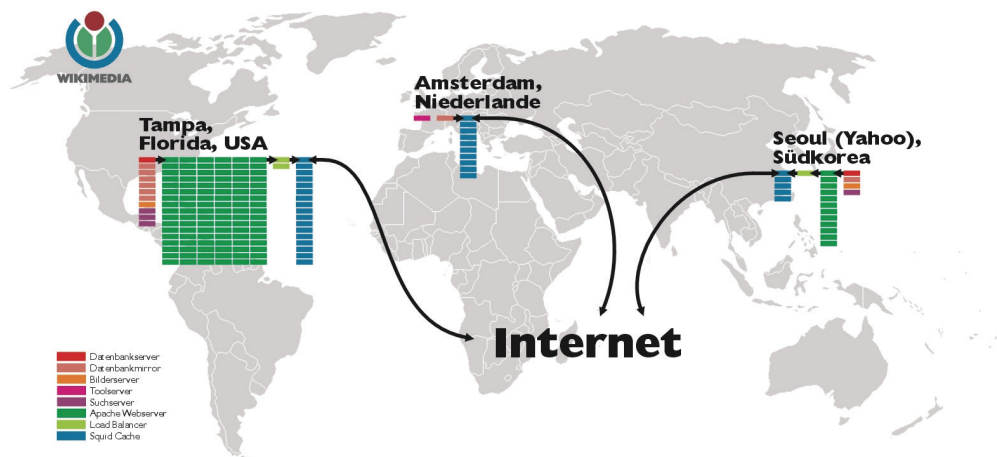 WIKIMEDIA
Tampa,
Florida, USA
Amsterdam,
Niederlande
Seoul (Yahoo),
Südkorea
Internet
Datenbankserver
Datenbankmirror
Bilderserver
Toolserver
Suchserver
Apache Webserver
Load Balancer
Squid Cache